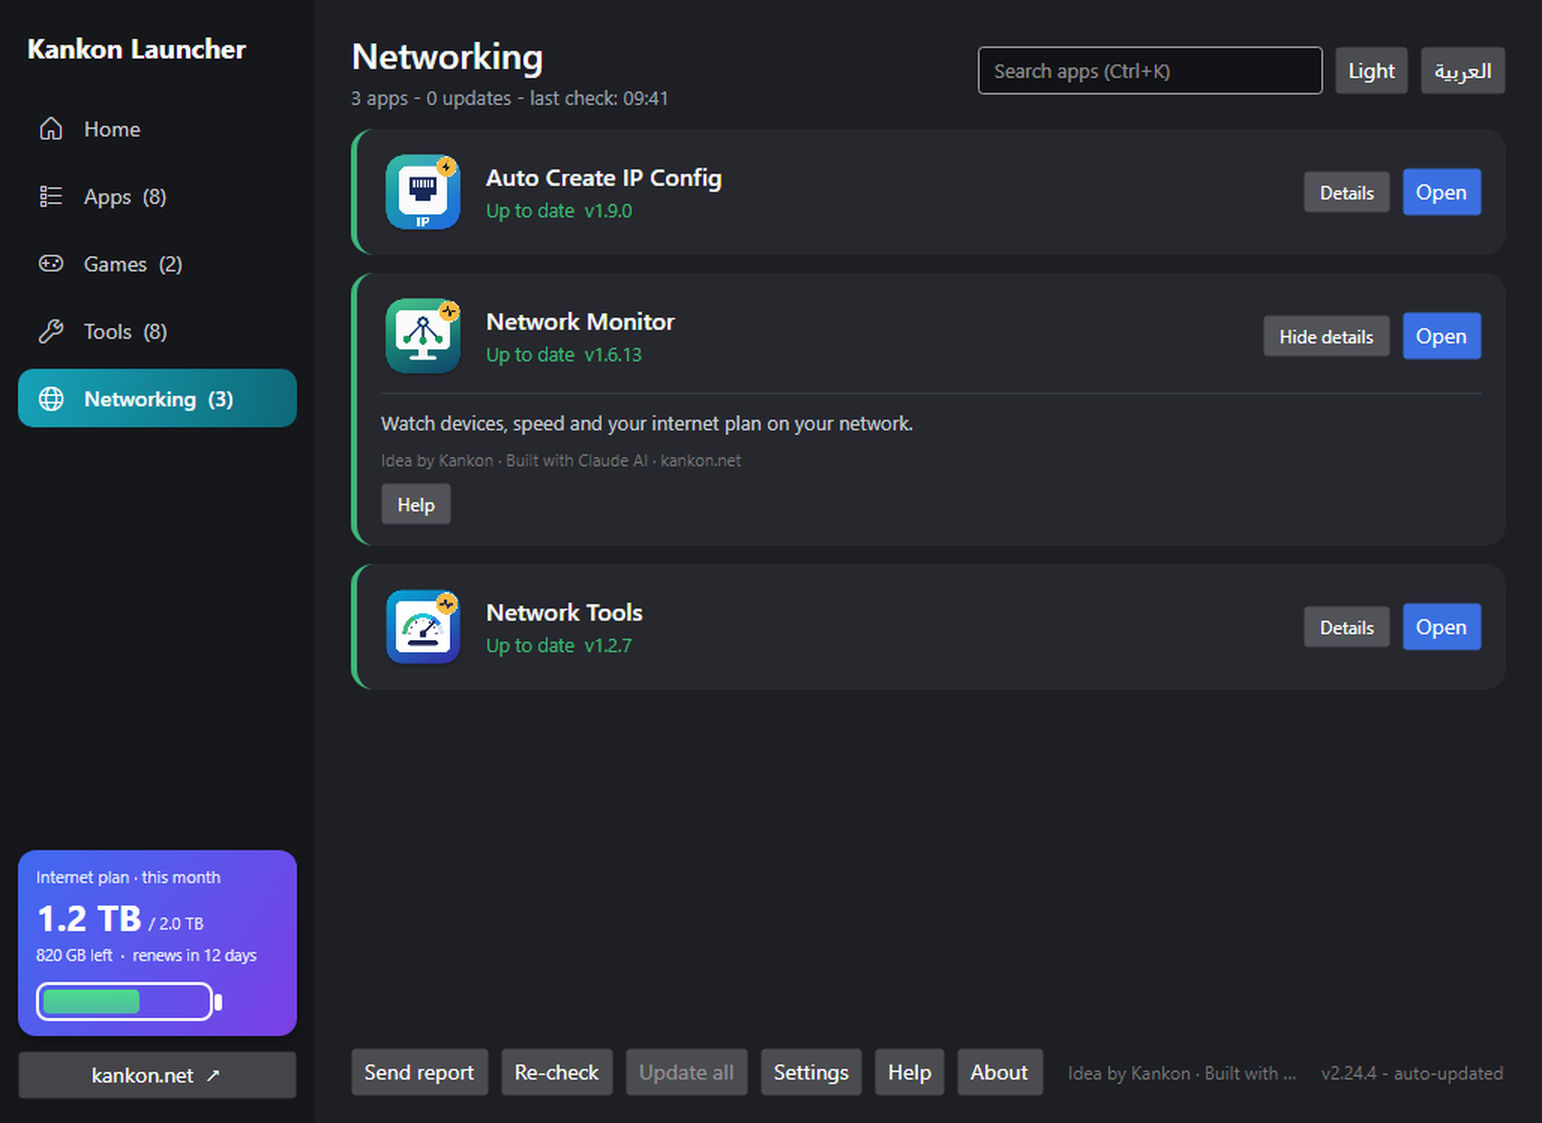 Kankon Launcher
Home
Apps (8)
Games (2)
Tools (8)
Networking (3)
Internet plan · this month
1.2 TB / 2.0 TB
820 GB left · renews in 12 days
kankon.net ↗
Networking
3 apps - 0 updates - last check: 09:41
Search apps (Ctrl+K)
Light
العربية
IP
Auto Create IP Config
Up to date v1.9.0
Details
Open
Network Monitor
Up to date v1.6.13
Hide details
Open
Watch devices, speed and your internet plan on your network.
Idea by Kankon · Built with Claude AI · kankon.net
Help
Network Tools
Up to date v1.2.7
Details
Open
Send report
Re-check
Update all
Settings
Help
About
Idea by Kankon · Built with ...
v2.24.4 - auto-updated